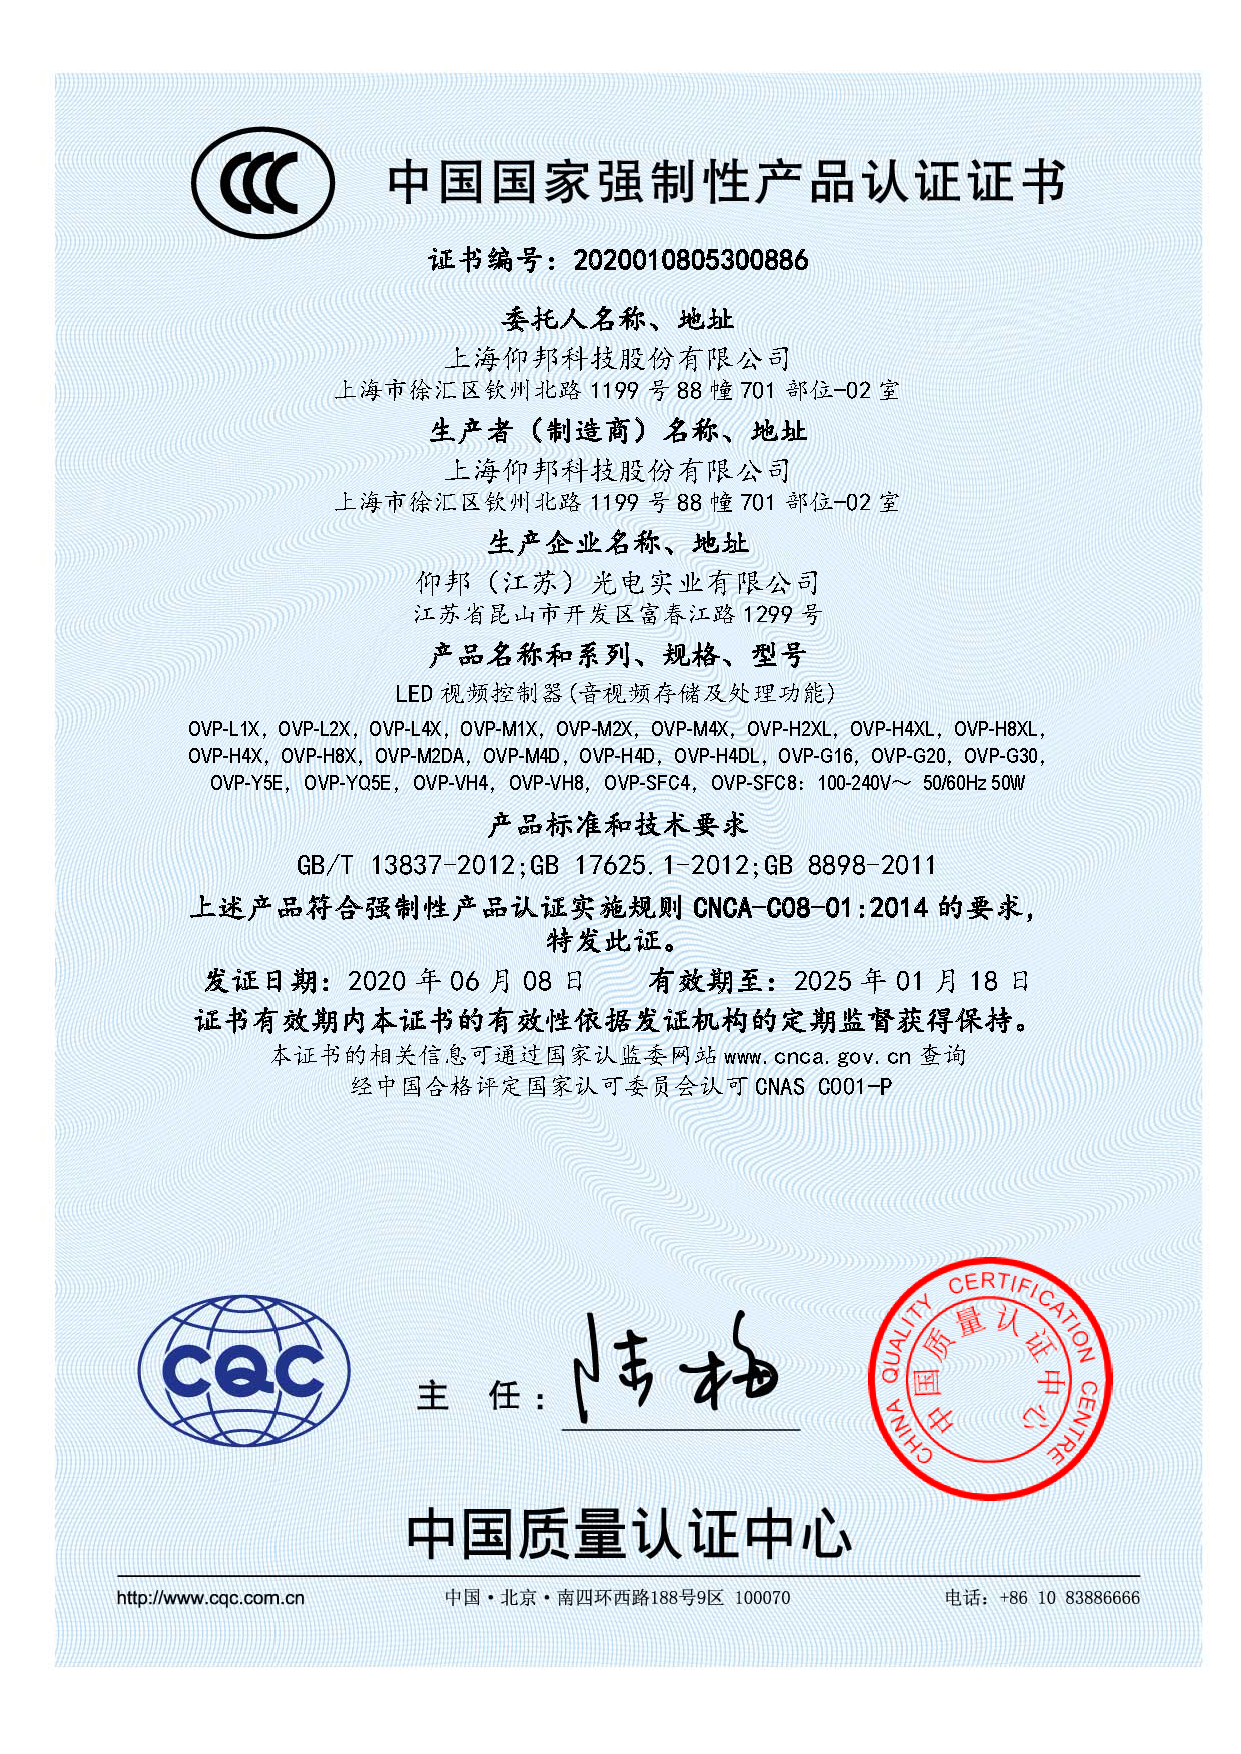 中国国家强制性产品认证证书
证书编号：2020010805300886
委托人名称、地址
上海仰邦科技股份有限公司
上海市徐汇区钦州北路 1199 号 88 幢 701 部位-02 室
生产者（制造商）名称、地址
上海仰邦科技股份有限公司
上海市徐汇区钦州北路 1199 号 88 幢 701 部位-02 室
生产企业名称、地址
仰邦（江苏）光电实业有限公司
江苏省昆山市开发区富春江路 1299 号
产品名称和系列、规格、型号
LED 视频控制器(音视频存储及处理功能)
OVP-L1X，OVP-L2X，OVP-L4X，OVP-M1X，OVP-M2X，OVP-M4X，OVP-H2XL，OVP-H4XL，OVP-H8XL，
OVP-H4X，OVP-H8X，OVP-M2DA，OVP-M4D，OVP-H4D，OVP-H4DL，OVP-G16，OVP-G20，OVP-G30，
OVP-Y5E，OVP-YQ5E，OVP-VH4，OVP-VH8，OVP-SFC4，OVP-SFC8：100-240V～ 50/60Hz 50W
产品标准和技术要求
GB/T 13837-2012;GB 17625.1-2012;GB 8898-2011
上述产品符合强制性产品认证实施规则 CNCA-C08-01:2014 的要求，
特发此证。
发证日期：2020 年 06 月 08 日 有效期至：2025 年 01 月 18 日
证书有效期内本证书的有效性依据发证机构的定期监督获得保持。
本证书的相关信息可通过国家认监委网站 www.cnca.gov.cn 查询
经中国合格评定国家认可委员会认可 CNAS C001-P
CQC
主 任：
陆梅
CHINA QUALITY CERTIFICATION CENTRE
中国质量认证中心
中国质量认证中心
http://www.cqc.com.cn 中国·北京·南四环西路188号9区 100070 电话：+86 10 83886666